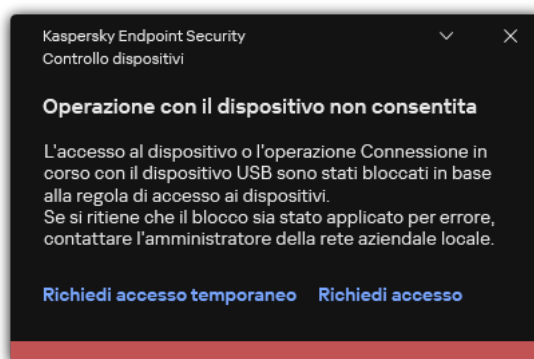 Kaspersky Endpoint Security
Controllo dispositivi
Operazione con il dispositivo non consentita
L'accesso al dispositivo o l'operazione Connessione in
corso con il dispositivo USB sono stati bloccati in base
alla regola di accesso ai dispositivi.
Se si ritiene che il blocco sia stato applicato per errore,
contattare l'amministratore della rete aziendale locale.
Richiedi accesso temporaneo Richiedi accesso